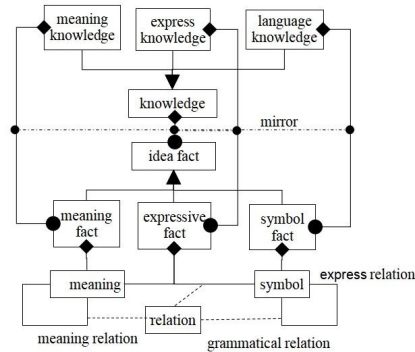 meaning
knowledge
express
knowledge
language
knowledge
knowledge
mirror
idea fact
meaning
fact
expressive
fact
symbol
fact
express relation
meaning
symbol
relation
meaning relation
grammatical relation